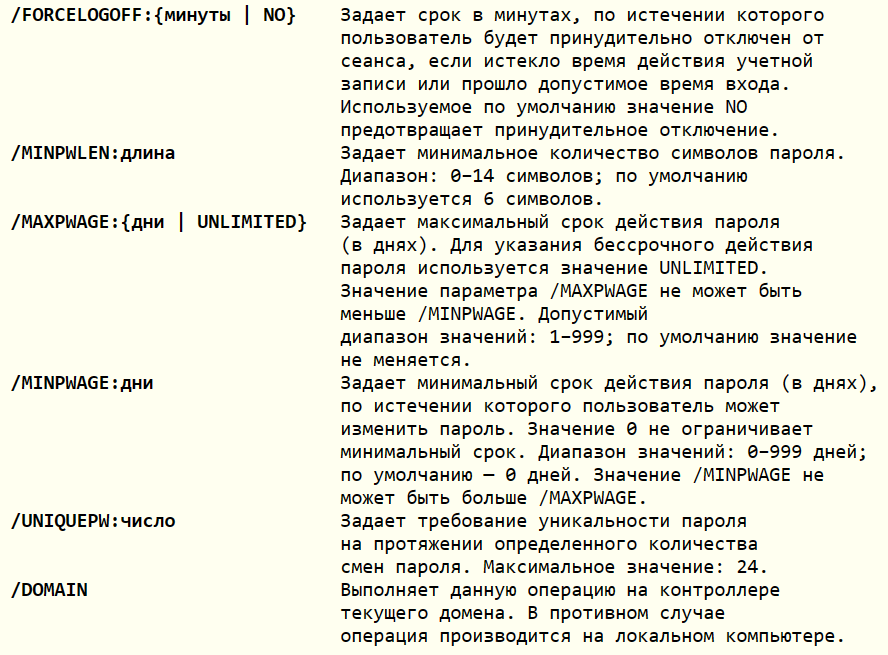 /FORCELOGOFF:{минуты | NO} Задает срок в минутах, по истечении которого
пользователь будет принудительно отключен от
сеанса, если истекло время действия учетной
записи или прошло допустимое время входа.
Используемое по умолчанию значение NO
предотвращает принудительное отключение.
/MINPWLEN:длина Задает минимальное количество символов пароля.
Диапазон: 0–14 символов; по умолчанию
используется 6 символов.
/MAXPWAGE:{дни | UNLIMITED} Задает максимальный срок действия пароля
(в днях). Для указания бессрочного действия
пароля используется значение UNLIMITED.
Значение параметра /MAXPWAGE не может быть
меньше /MINPWAGE. Допустимый
диапазон значений: 1–999; по умолчанию значение
не меняется.
/MINPWAGE:дни Задает минимальный срок действия пароля (в днях),
по истечении которого пользователь может
изменить пароль. Значение 0 не ограничивает
минимальный срок. Диапазон значений: 0–999 дней;
по умолчанию — 0 дней. Значение /MINPWAGE не
может быть больше /MAXPWAGE.
/UNIQUEPW:число Задает требование уникальности пароля
на протяжении определенного количества
смен пароля. Максимальное значение: 24.
/DOMAIN Выполняет данную операцию на контроллере
текущего домена. В противном случае
операция производится на локальном компьютере.